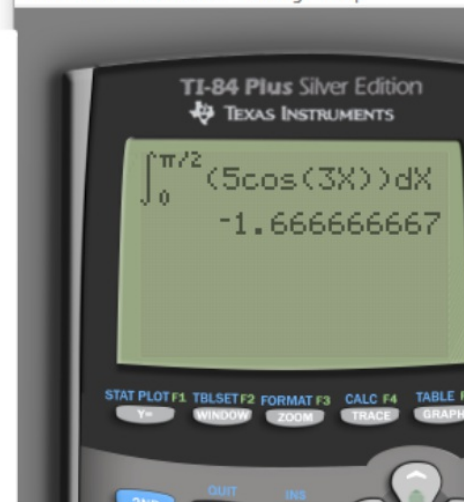 TI-84 Plus Silver Edition
TEXAS INSTRUMENTS
∫₀^π/2 (5cos(3X))dX
-1.666666667
STAT PLOT F1 TBLSET F2 FORMAT F3 CALC F4 TABLE
Y= WINDOW ZOOM TRACE GRAPH
QUIT INS
2ND